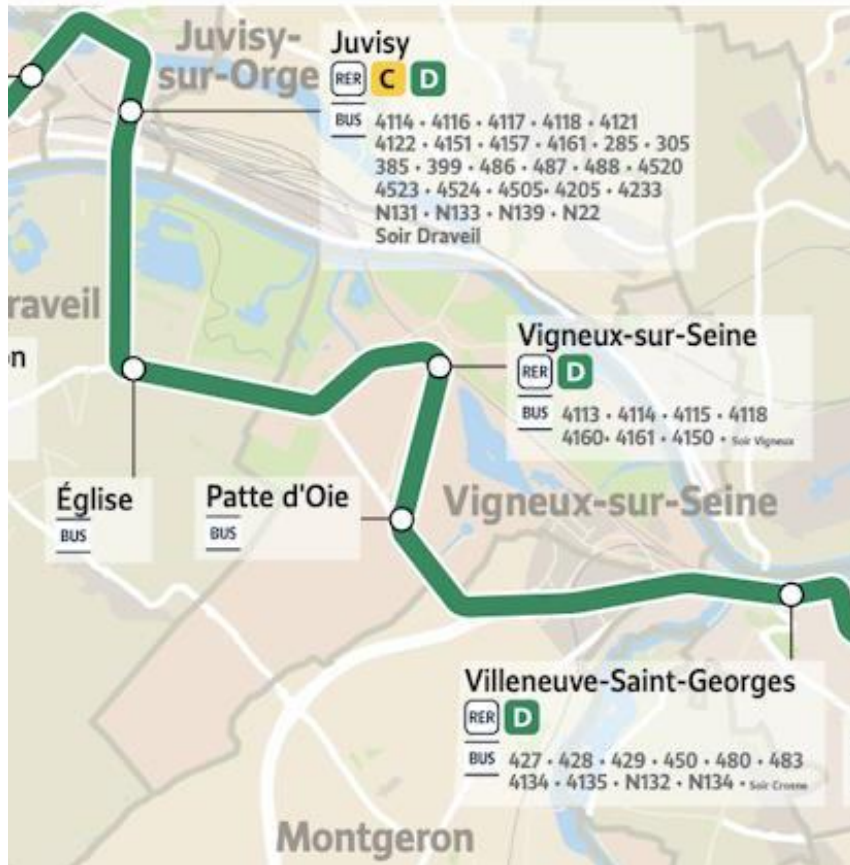 Juvisy-
sur-Orge
Juvisy
RER C D
BUS 4114 • 4116 • 4117 • 4118 • 4121
4122 • 4151 • 4157 • 4161 • 285 • 305
385 • 399 • 486 • 487 • 488 • 4520
4523 • 4524 • 4505• 4205 • 4233
N131 • N133 • N139 • N22
Soir Draveil
raveil
on
Vigneux-sur-Seine
RER D
BUS 4113 • 4114 • 4115 • 4118
4160• 4161 • 4150 • Soir Vigneux
Église
BUS
Patte d'Oie
BUS
Vigneux-sur-Seine
Villeneuve-Saint-Georges
RER D
BUS 427 • 428 • 429 • 450 • 480 • 483
4134 • 4135 • N132 • N134 • Soir Crosne
Montgeron